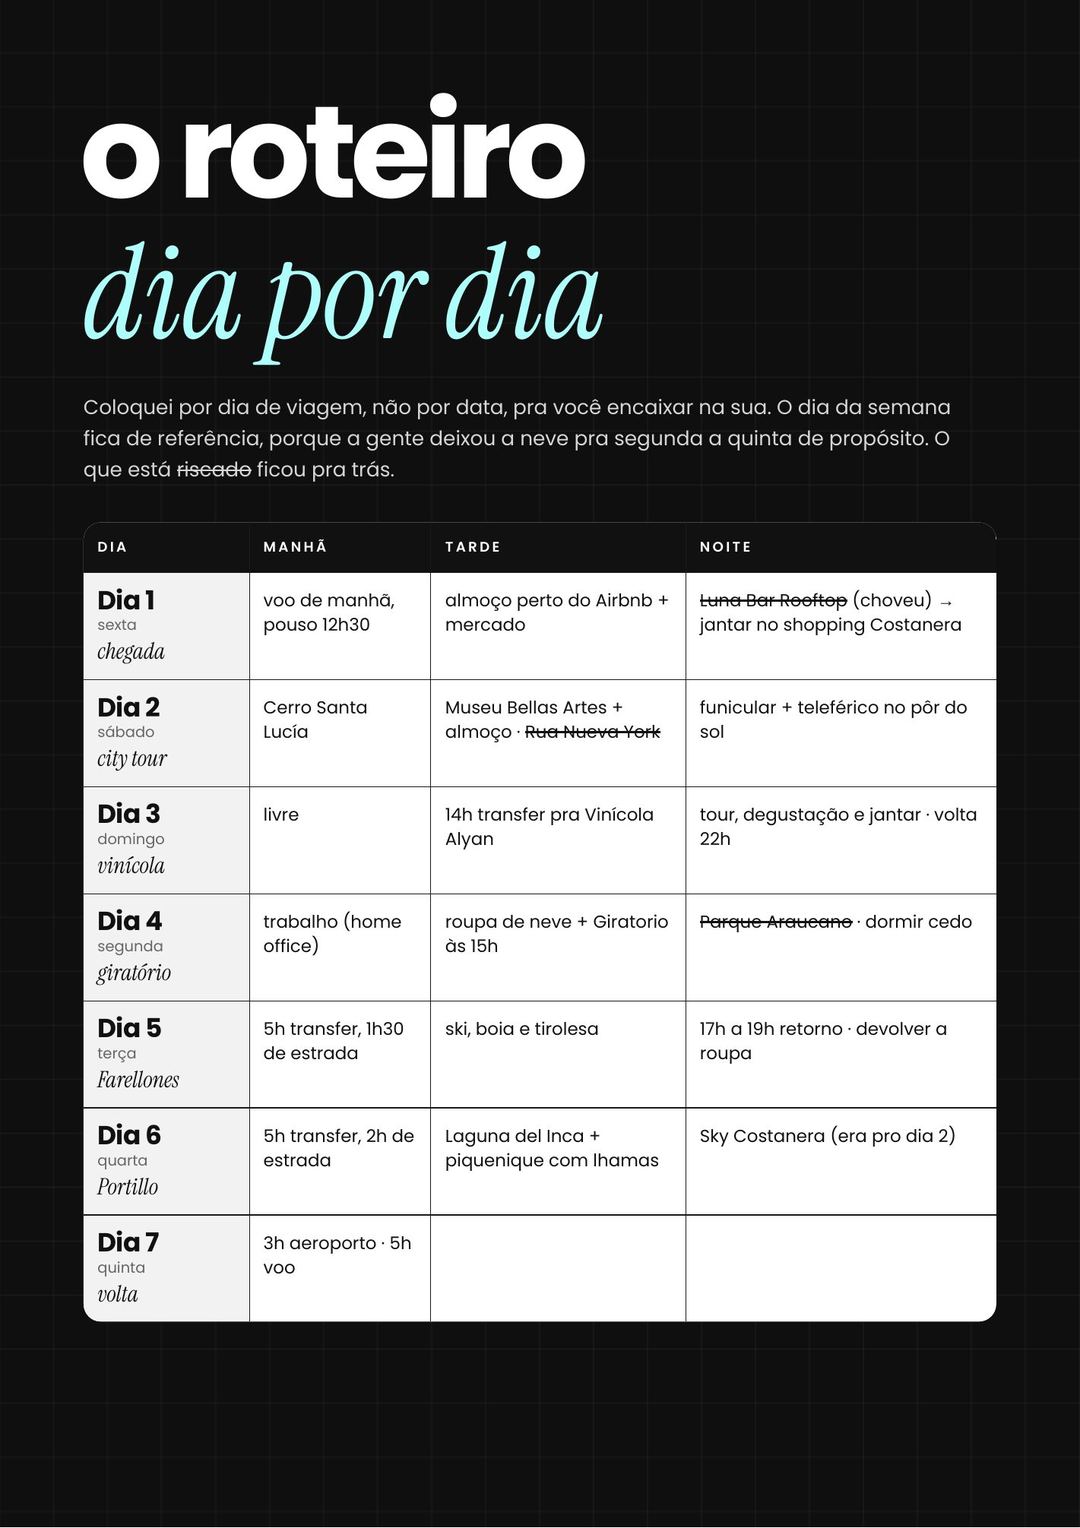 o roteiro
dia por dia
Coloquei por dia de viagem, não por data, pra você encaixar na sua. O dia da semana
fica de referência, porque a gente deixou a neve pra segunda a quinta de propósito. O
que está riscado ficou pra trás.
DIA MANHÃ TARDE NOITE
Dia 1
sexta
chegada
voo de manhã,
pouso 12h30
almoço perto do Airbnb +
mercado
Luna Bar Rooftop (choveu) →
jantar no shopping Costanera
Dia 2
sábado
city tour
Cerro Santa
Lucía
Museu Bellas Artes +
almoço · Rua Nueva York
funicular + teleférico no pôr do
sol
Dia 3
domingo
vinícola
livre
14h transfer pra Vinícola
Alyan
tour, degustação e jantar · volta
22h
Dia 4
segunda
giratório
trabalho (home
office)
roupa de neve + Giratorio
às 15h
Parque Araucano · dormir cedo
Dia 5
terça
Farellones
5h transfer, 1h30
de estrada
ski, boia e tirolesa
17h a 19h retorno · devolver a
roupa
Dia 6
quarta
Portillo
5h transfer, 2h de
estrada
Laguna del Inca +
piquenique com lhamas
Sky Costanera (era pro dia 2)
Dia 7
quinta
volta
3h aeroporto · 5h
voo